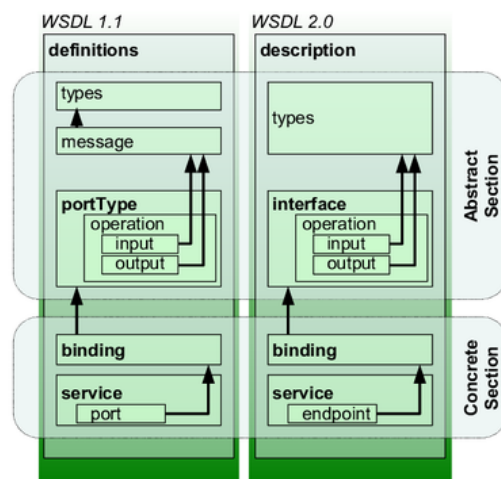 WSDL 1.1
definitions
types
message
portType
operation
input
output
binding
service
port
WSDL 2.0
description
types
interface
operation
input
output
binding
service
endpoint
Abstract
Section
Concrete
Section